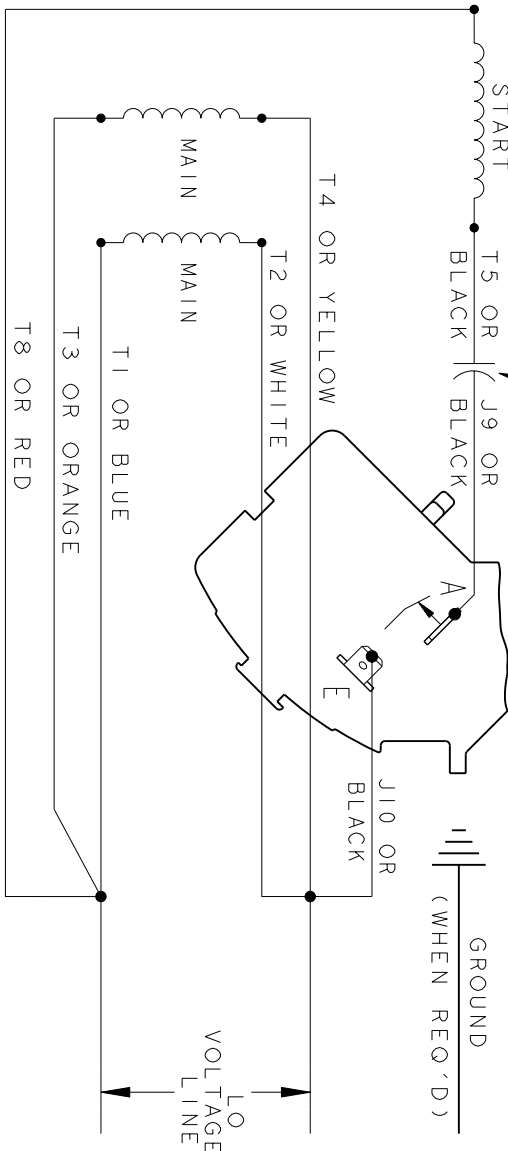 START
T5 OR
BLACK
J9 OR
BLACK
MAIN
MAIN
T4 OR YELLOW
T2 OR WHITE
T1 OR BLUE
T3 OR ORANGE
T8 OR RED
A
E
J10 OR
BLACK
GROUND
(WHEN REQ'D)
LO
VOLTAGE
LINE